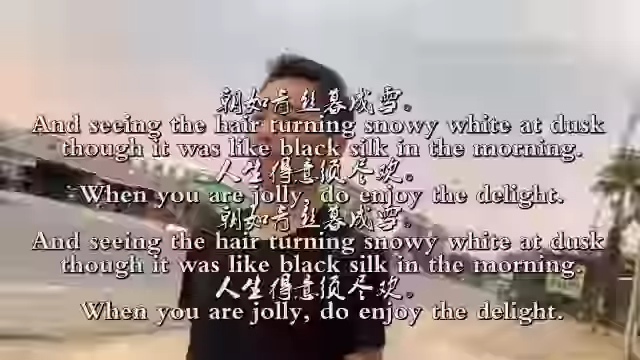 朝如青丝暮成雪。
And seeing the hair turning snowy white at dusk
though it was like black silk in the morning.
人生得意须尽欢。
When you are jolly, do enjoy the delight.
朝如青丝暮成雪。
And seeing the hair turning snowy white at dusk
though it was like black silk in the morning.
人生得意须尽欢。
When you are jolly, do enjoy the delight.